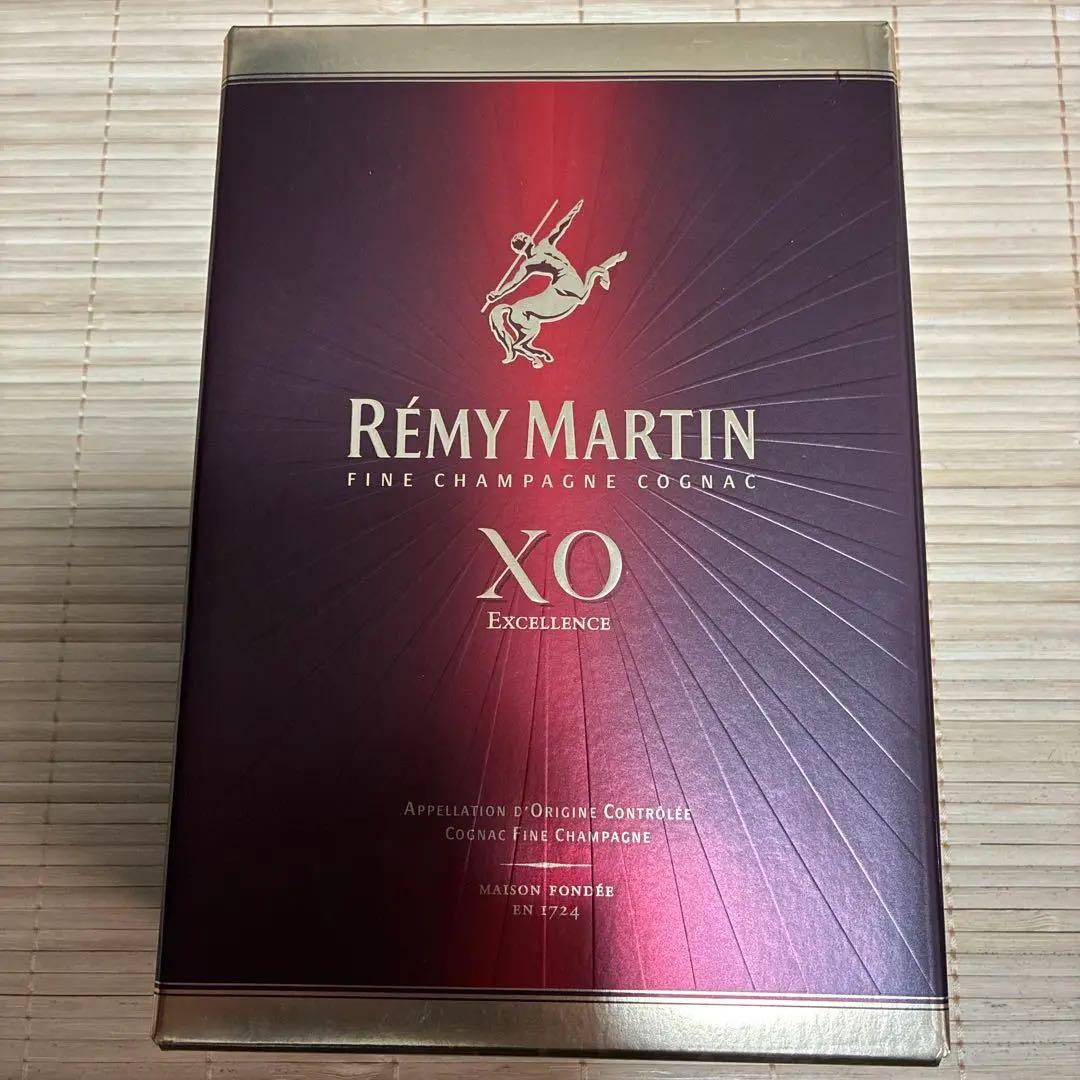 RÉMY MARTIN
FINE CHAMPAGNE COGNAC
XO
EXCELLENCE
APPELLATION D'ORIGINE CONTRÔLÉE
COGNAC FINE CHAMPAGNE
MAISON FONDÉE
EN 1724